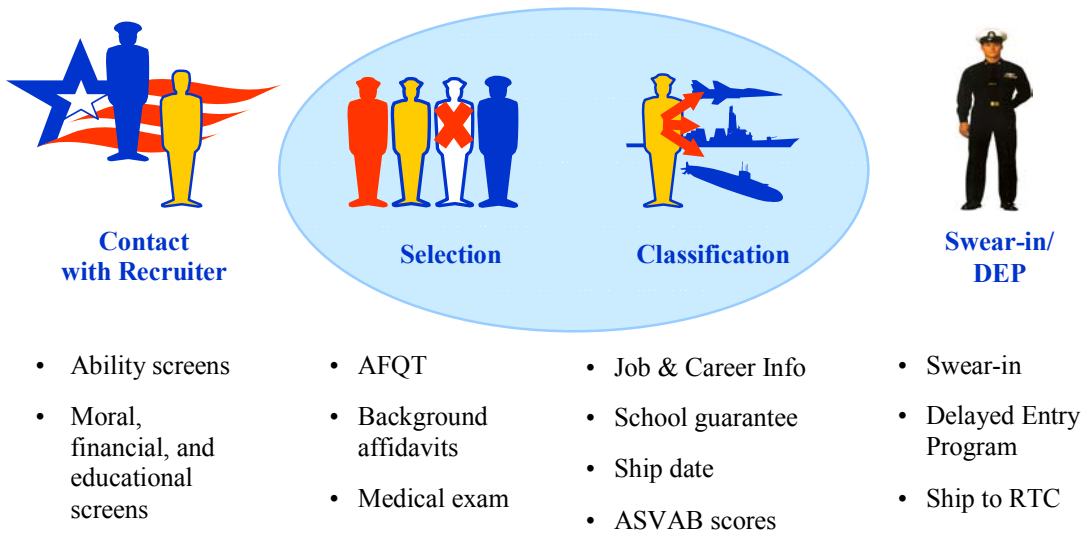 Contact
with Recruiter
Selection
Classification
Swear-in/
DEP
• Ability screens
• Moral,
financial, and
educational
screens
• AFQT
• Background
affidavits
• Medical exam
• Job & Career Info
• School guarantee
• Ship date
• ASVAB scores
• Swear-in
• Delayed Entry
Program
• Ship to RTC